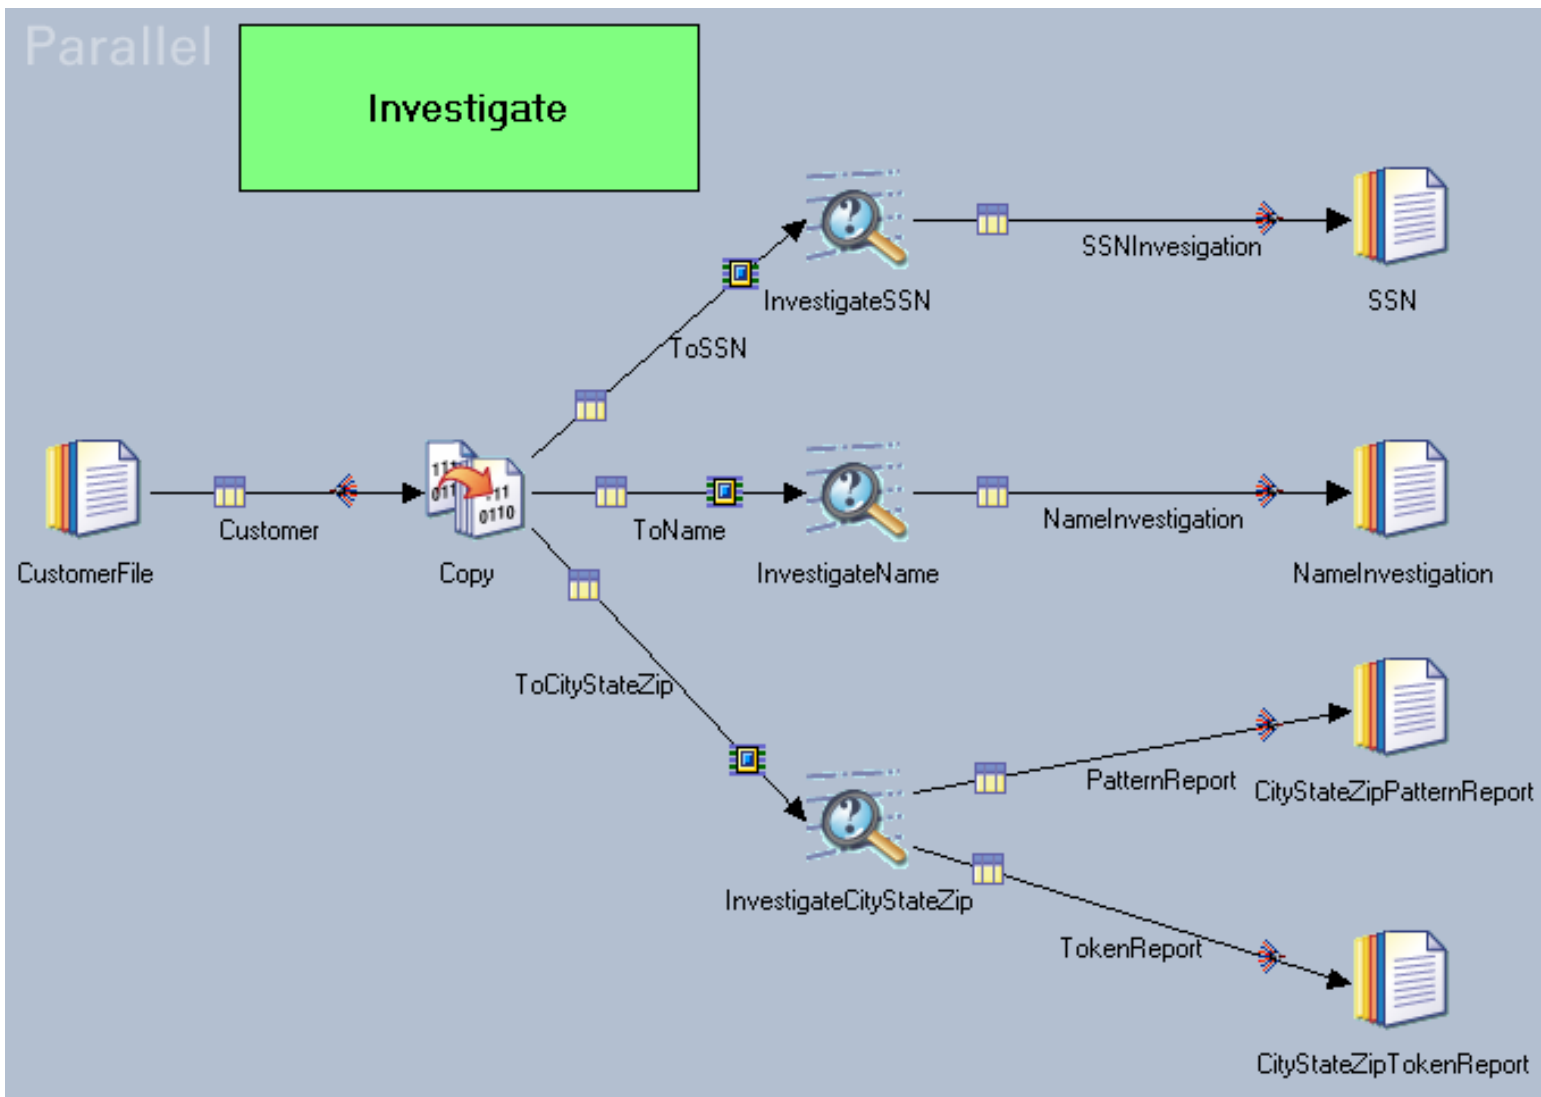 Parallel
Investigate
SSNInvesigation
InvestigateSSN
SSN
ToSSN
Customer
ToName
NameInvestigation
CustomerFile
Copy
InvestigateName
NameInvestigation
ToCityStateZip
PatternReport
CityStateZipPatternReport
InvestigateCityStateZip
TokenReport
CityStateZipTokenReport